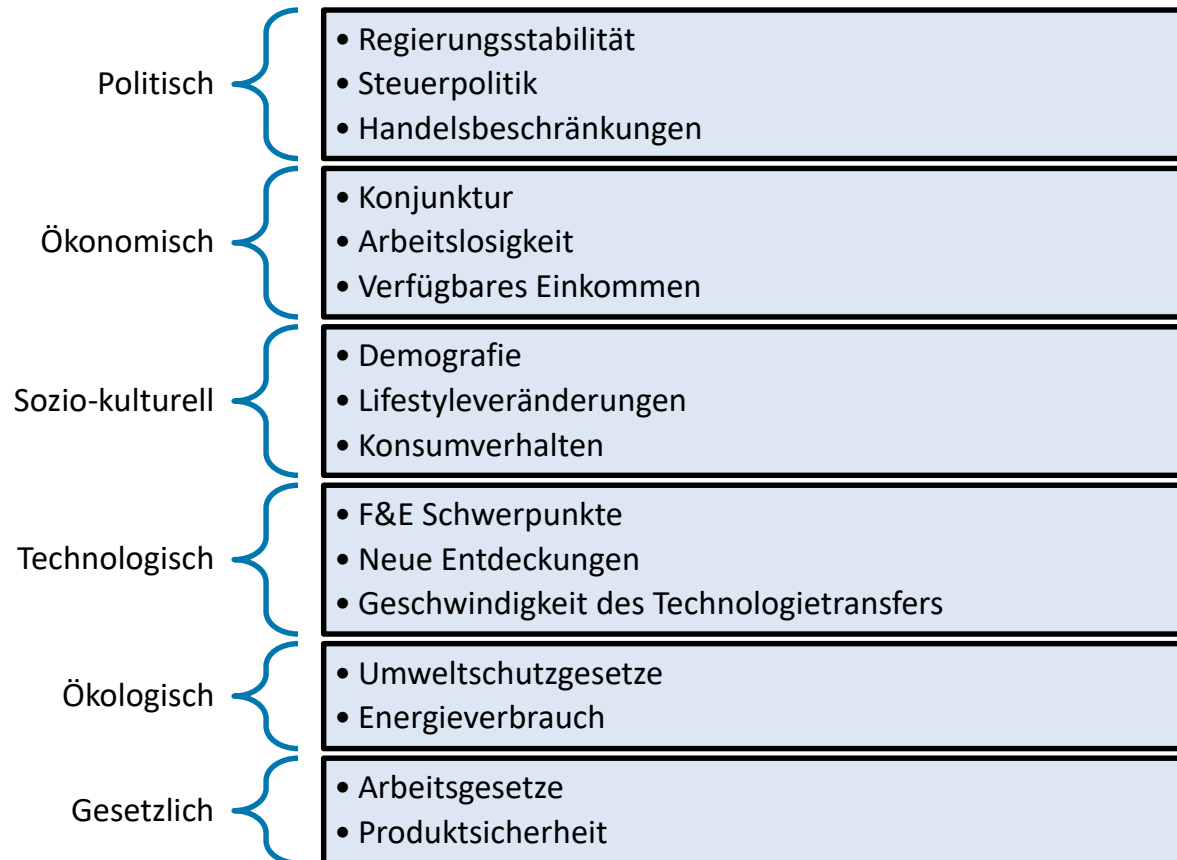 Politisch
• Regierungsstabilität
• Steuerpolitik
• Handelsbeschränkungen
Ökonomisch
• Konjunktur
• Arbeitslosigkeit
• Verfügbares Einkommen
Sozio-kulturell
• Demografie
• Lifestyleveränderungen
• Konsumverhalten
Technologisch
• F&E Schwerpunkte
• Neue Entdeckungen
• Geschwindigkeit des Technologietransfers
Ökologisch
• Umweltschutzgesetze
• Energieverbrauch
Gesetzlich
• Arbeitsgesetze
• Produktsicherheit